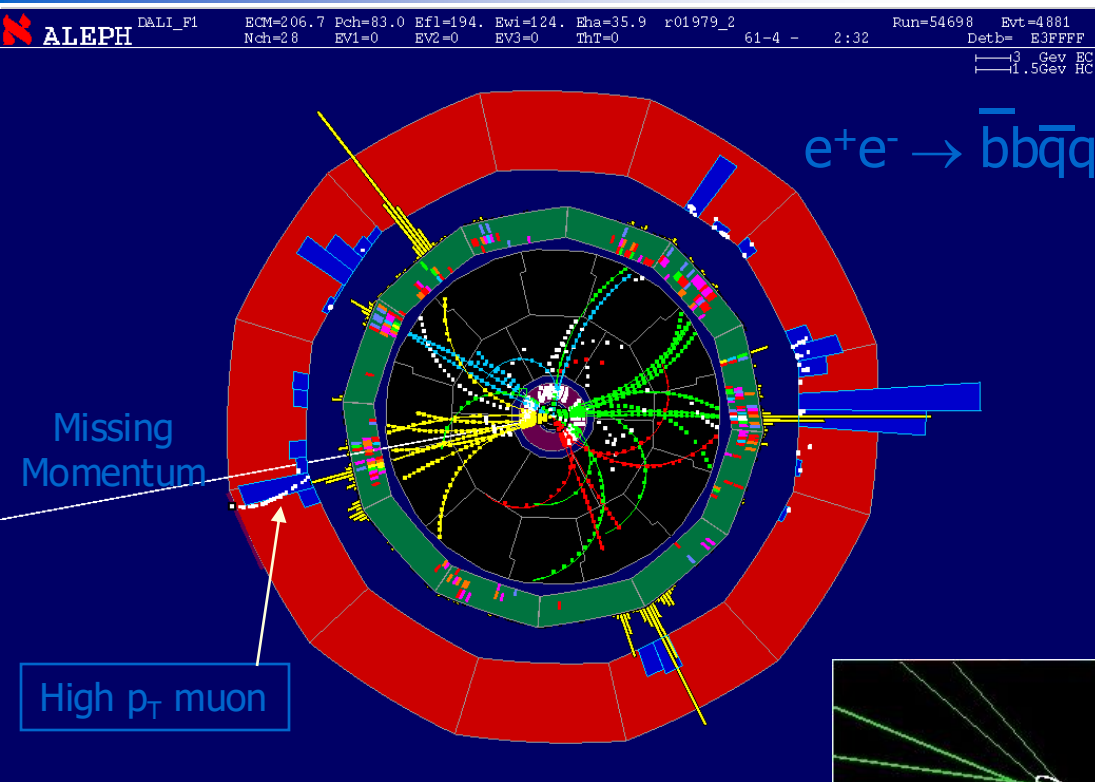 ALEPH DALI_F1 ECM=206.7 Pch=83.0 Efl=194. Ewi=124. Eha=35.9 r01979_2 Run=54698 Evt=4881
Nch=28 EV1=0 EV2=0 EV3=0 ThT=0 61-4 - 2:32 Detb= E3FFFF
3 Gev EC
1.5Gev HC
e⁺e⁻ → b̅bq̅q
Missing
Momentum
High p_T muon